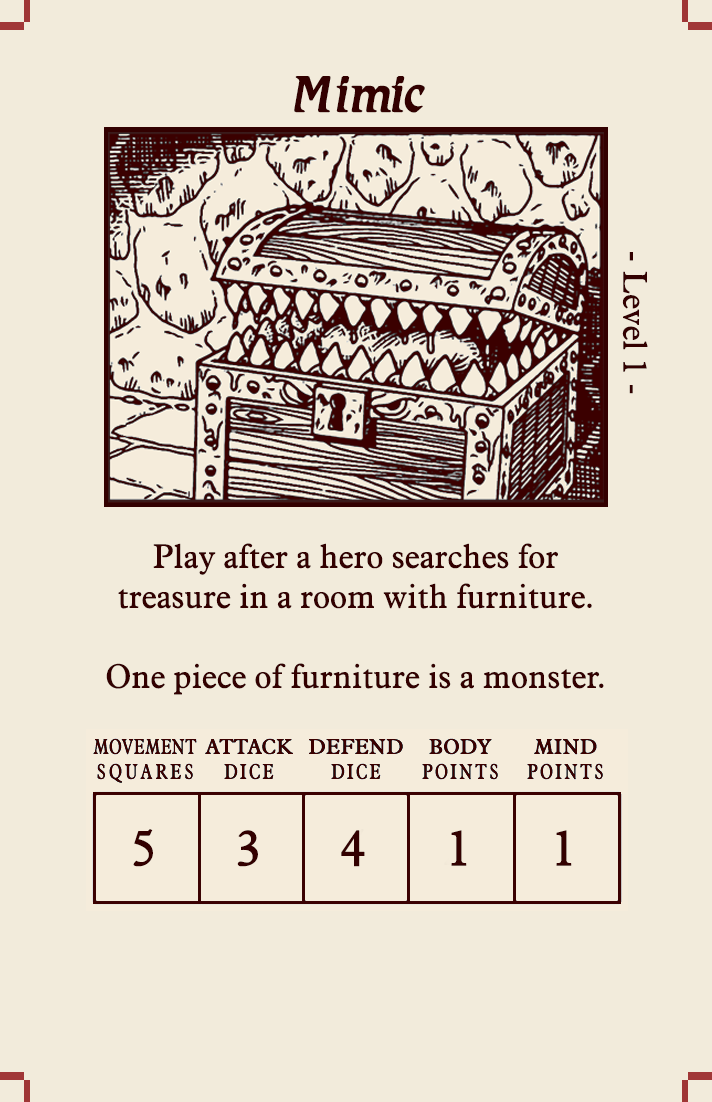 Mimic
- Level 1 -
Play after a hero searches for
treasure in a room with furniture.
One piece of furniture is a monster.
MOVEMENT ATTACK DEFEND BODY MIND
SQUARES DICE DICE POINTS POINTS
5 3 4 1 1